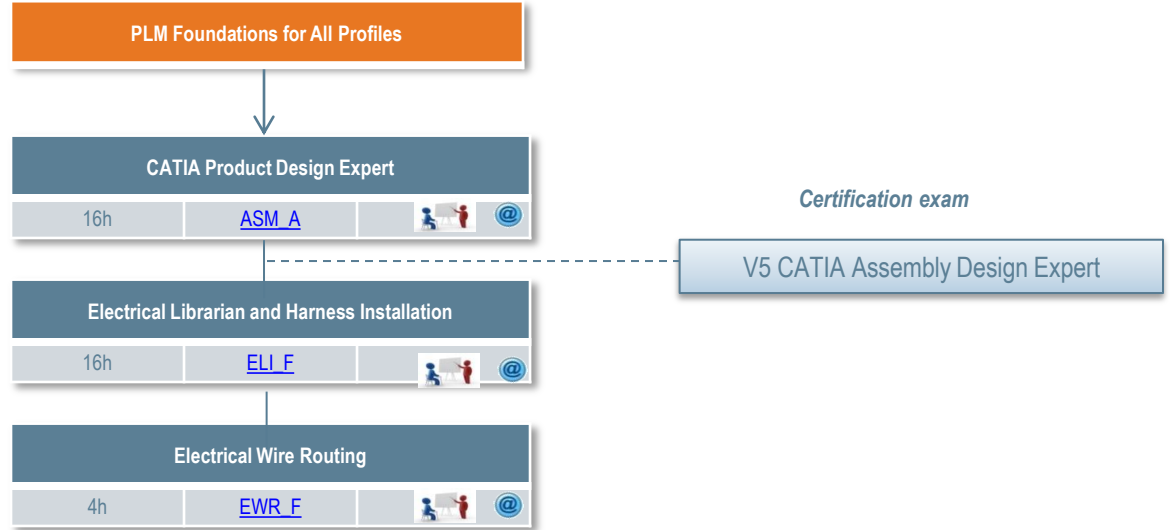 PLM Foundations for All Profiles
CATIA Product Design Expert
16h ASM_A @
Certification exam
V5 CATIA Assembly Design Expert
Electrical Librarian and Harness Installation
16h ELI_F @
Electrical Wire Routing
4h EWR_F @